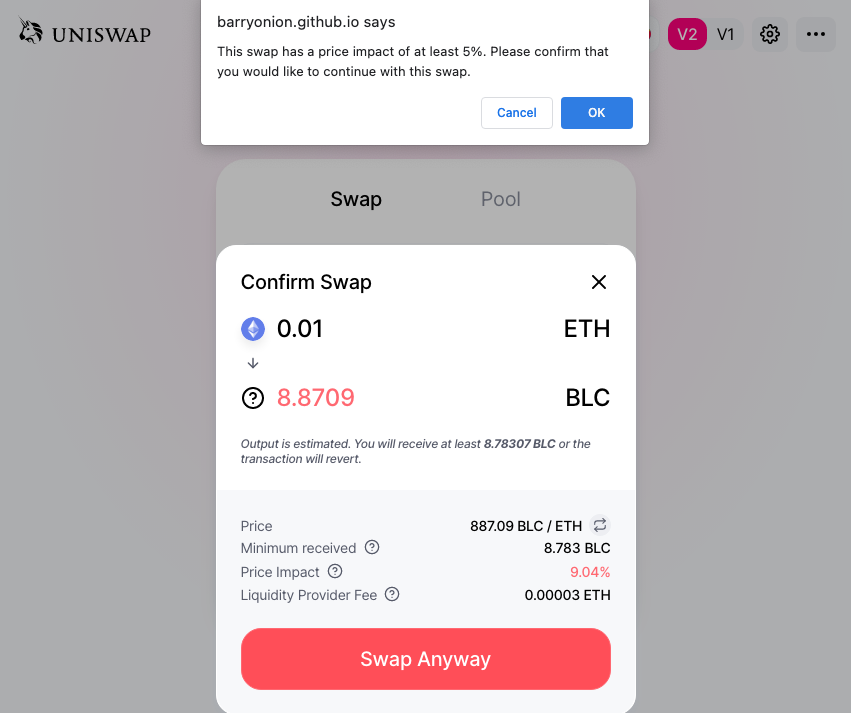 barryonion.github.io says
This swap has a price impact of at least 5%. Please confirm that
you would like to continue with this swap.
Cancel
OK
UNISWAP
V2
V1
Swap
Pool
Confirm Swap
0.01
ETH
8.8709
BLC
Output is estimated. You will receive at least 8.78307 BLC or the
transaction will revert.
Price
887.09 BLC / ETH
Minimum received
8.783 BLC
Price Impact
9.04%
Liquidity Provider Fee
0.00003 ETH
Swap Anyway